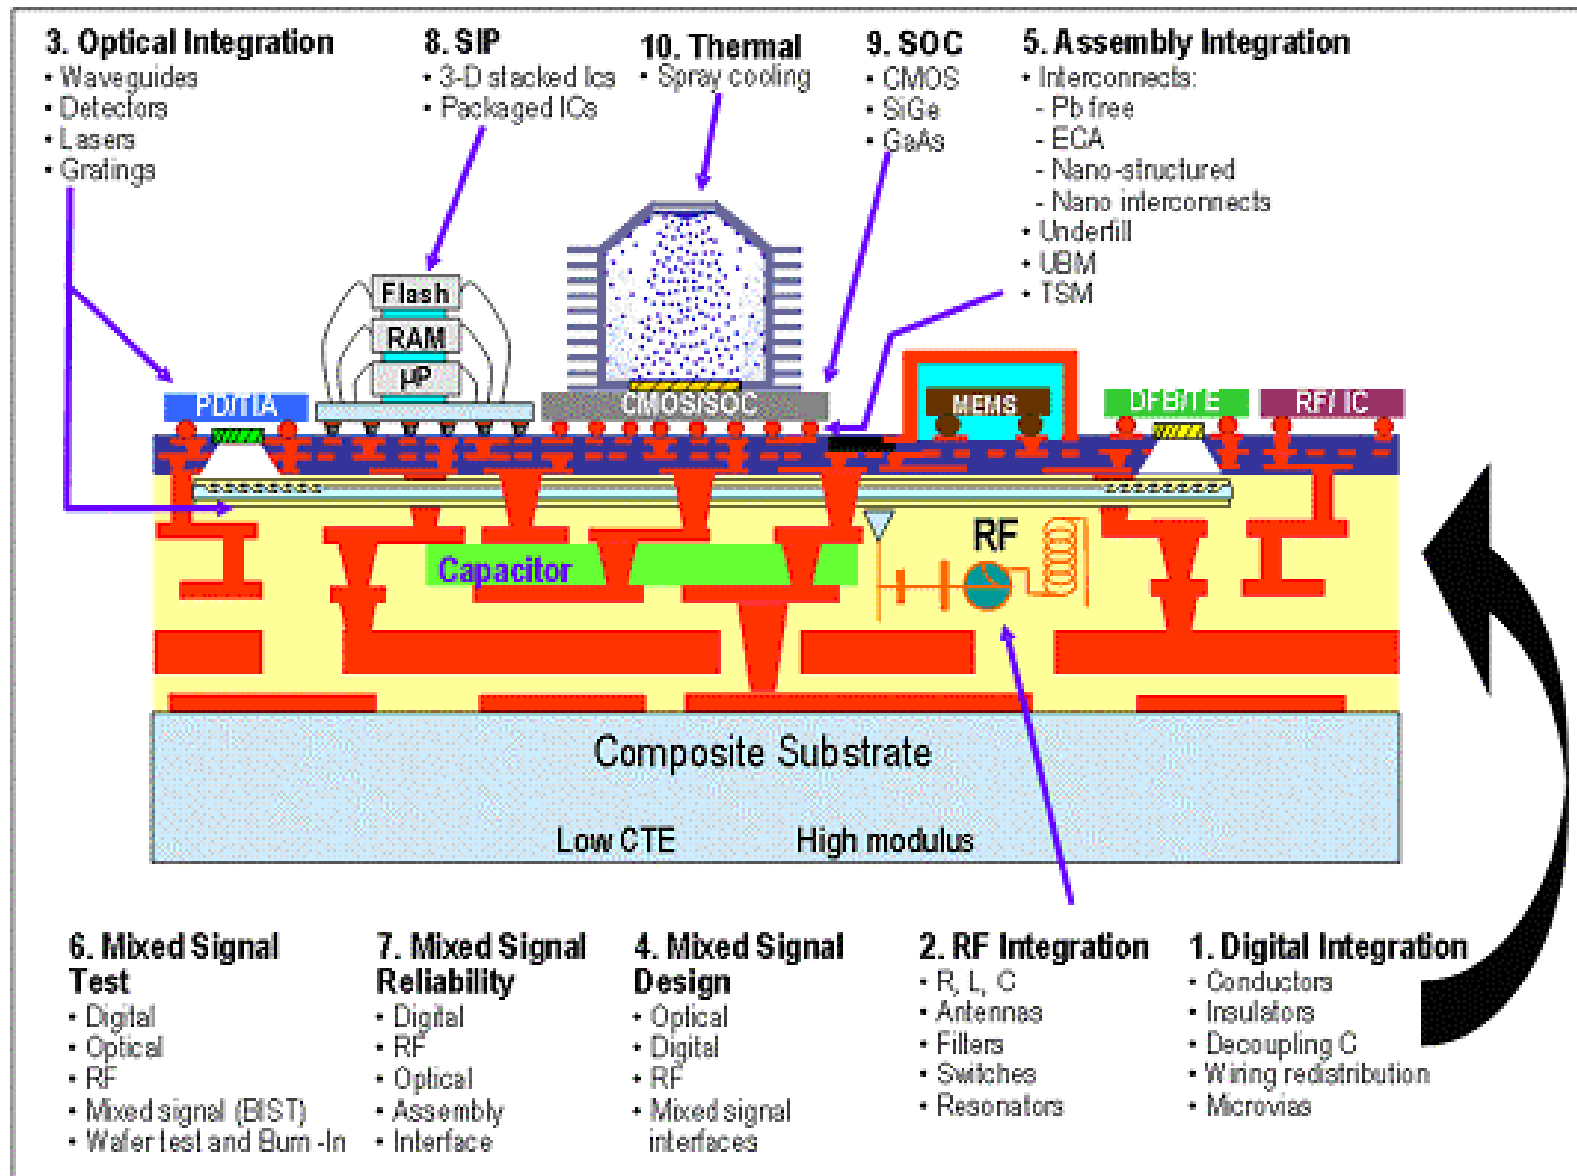 3. Optical Integration
• Waveguides
• Detectors
• Lasers
• Gratings
8. SIP
• 3-D stacked Ics
• Packaged ICs
10. Thermal
• Spray cooling
9. SOC
• CMOS
• SiGe
• GaAs
5. Assembly Integration
• Interconnects:
- Pb free
- ECA
- Nano-structured
- Nano interconnects
• Underfill
• UBM
• TSM
Flash
RAM
µP
PD/TIA
CMOS/SOC
MEMS
DFB/TE
RF/ IC
RF
Capacitor
Composite Substrate
Low CTE
High modulus
6. Mixed Signal
Test
• Digital
• Optical
• RF
• Mixed signal (BIST)
• Wafer test and Burn -In
7. Mixed Signal
Reliability
• Digital
• RF
• Optical
• Assembly
• Interface
4. Mixed Signal
Design
• Optical
• Digital
• RF
• Mixed signal
interfaces
2. RF Integration
• R, L, C
• Antennas
• Filters
• Switches
• Resonators
1. Digital Integration
• Conductors
• Insulators
• Decoupling C
• Wiring redistribution
• Microvias